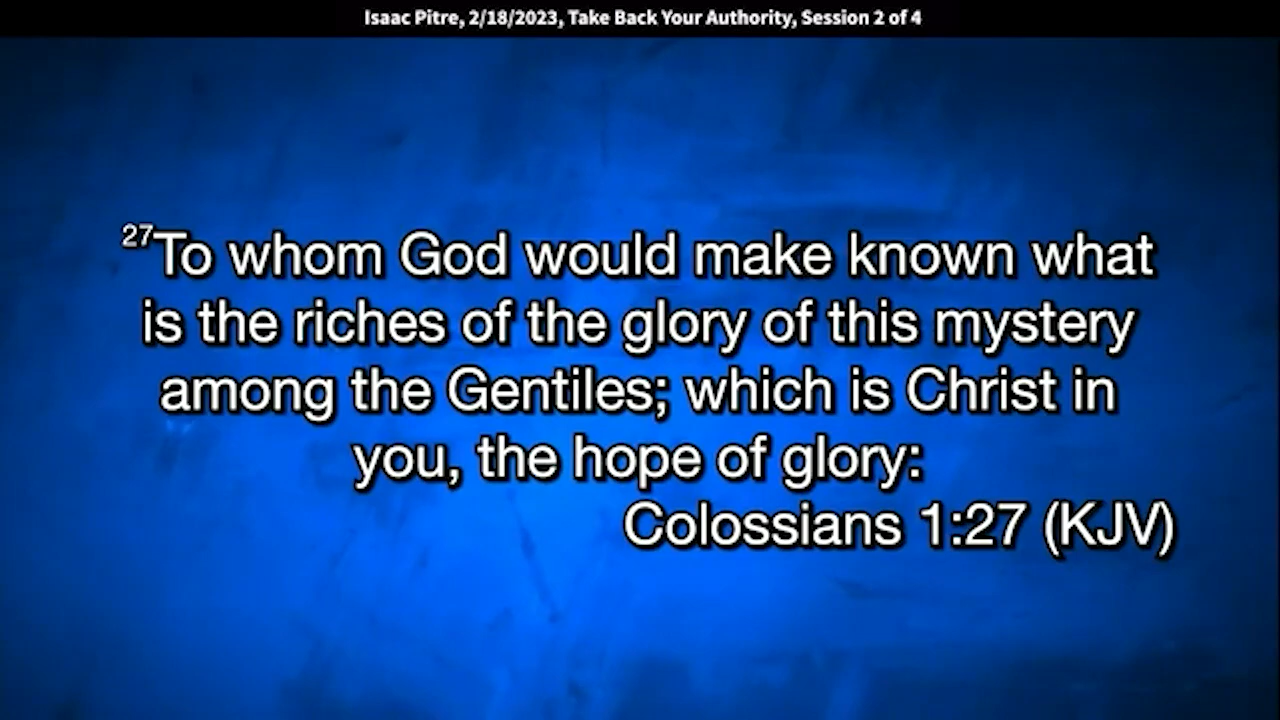 Isaac Pitre, 2/18/2023, Take Back Your Authority, Session 2 of 4
27To whom God would make known what
is the riches of the glory of this mystery
among the Gentiles; which is Christ in
you, the hope of glory:
Colossians 1:27 (KJV)